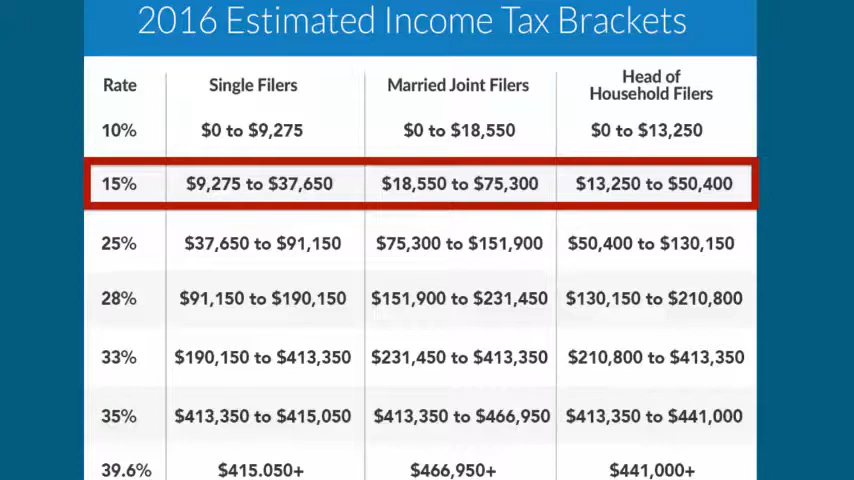 2016 Estimated Income Tax Brackets
Rate Single Filers Married Joint Filers Head of Household Filers
10% $0 to $9,275 $0 to $18,550 $0 to $13,250
15% $9,275 to $37,650 $18,550 to $75,300 $13,250 to $50,400
25% $37,650 to $91,150 $75,300 to $151,900 $50,400 to $130,150
28% $91,150 to $190,150 $151,900 to $231,450 $130,150 to $210,800
33% $190,150 to $413,350 $231,450 to $413,350 $210,800 to $413,350
35% $413,350 to $415,050 $413,350 to $466,950 $413,350 to $441,000
39.6% $415.050+ $466,950+ $441,000+